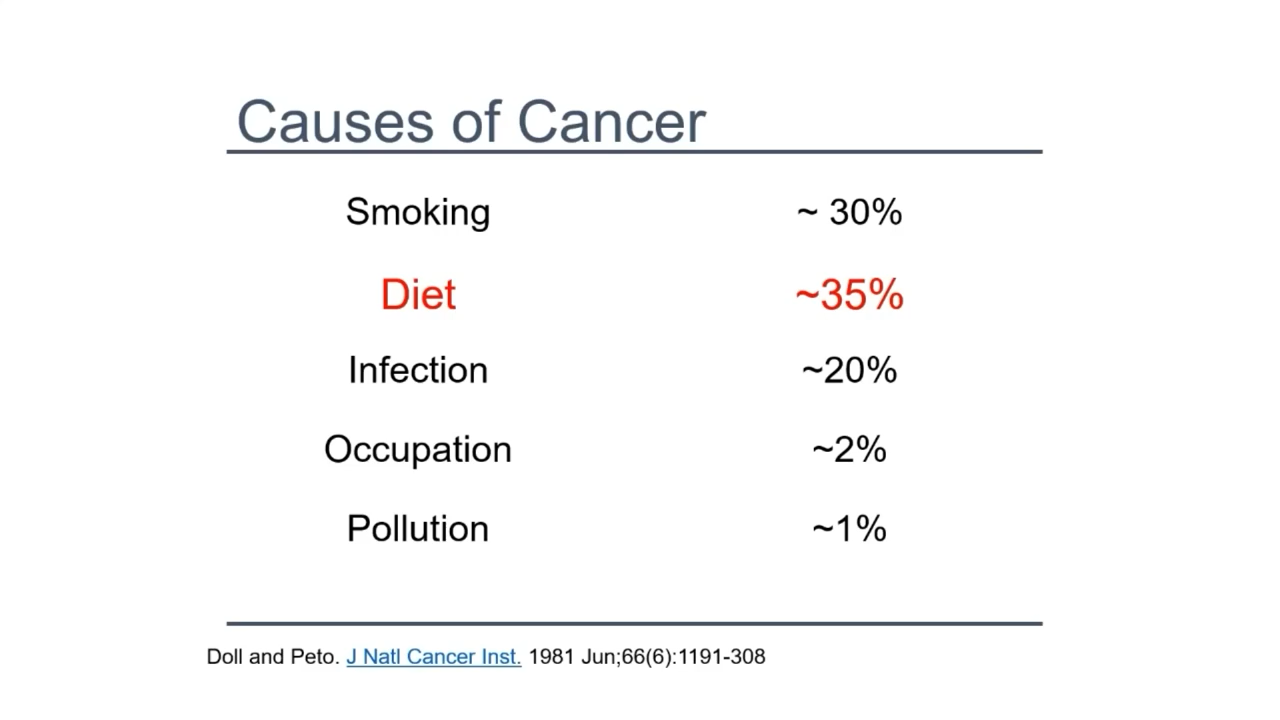 Causes of Cancer
Smoking ~ 30%
Diet ~35%
Infection ~20%
Occupation ~2%
Pollution ~1%
Doll and Peto. J Natl Cancer Inst. 1981 Jun;66(6):1191-308